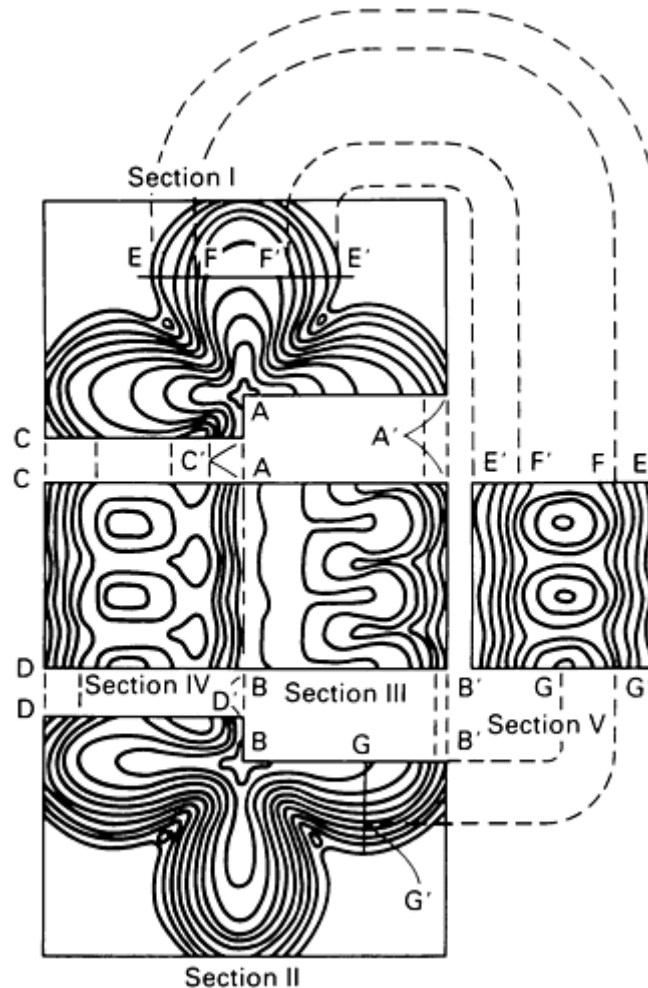 Section I
E F F' E'
A
C A'
C' A E' F' F E
C
D Section IV B Section III B' G G'
D' Section V
D B G B'
G'
Section II